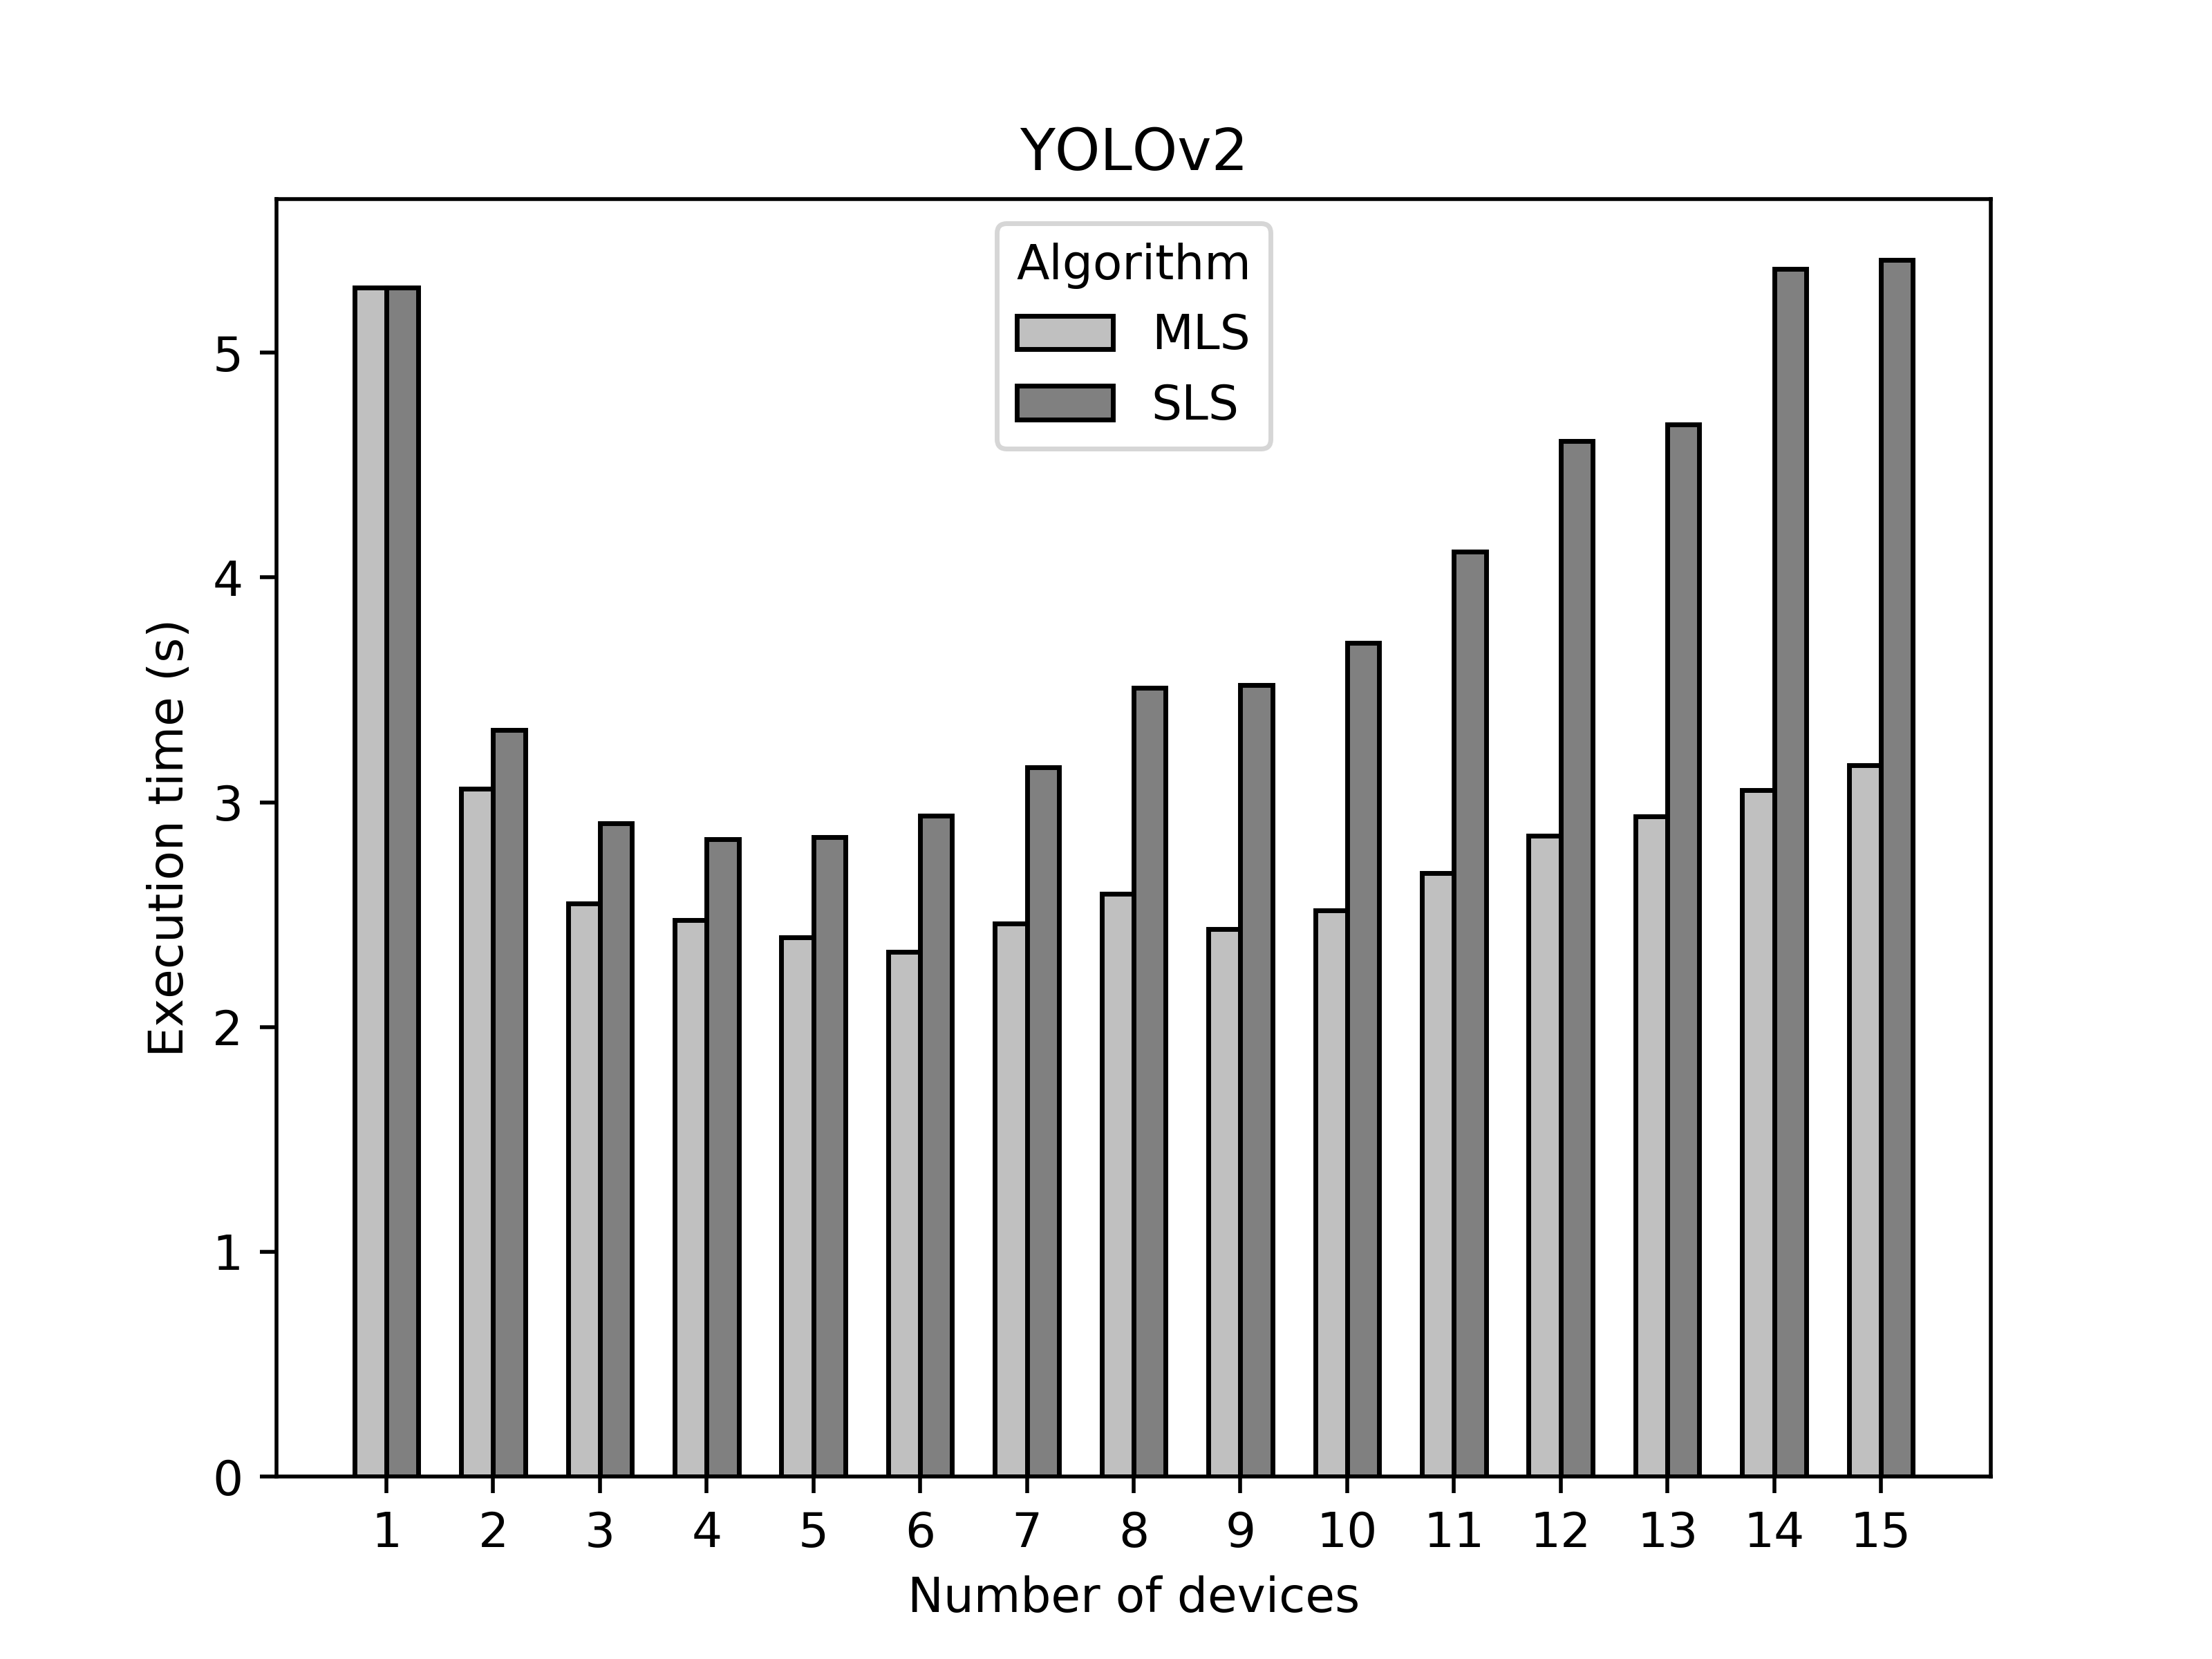 YOLOv2
Algorithm
MLS
SLS
Execution time (s)
5
4
3
2
1
0
1 2 3 4 5 6 7 8 9 10 11 12 13 14 15
Number of devices